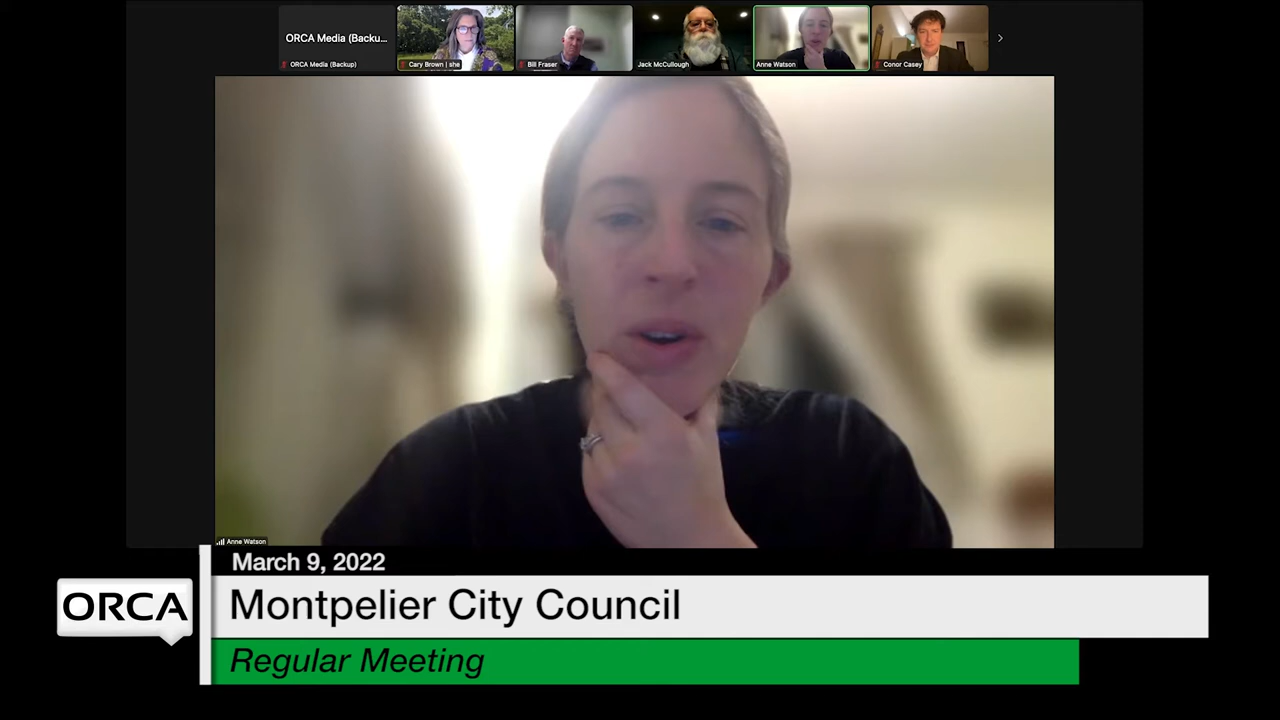 ORCA Media (Backu...
ORCA Media (Backup)
Cary Brown | she
Bill Fraser
Jack McCullough
Anne Watson
Conor Casey
Anne Watson
March 9, 2022
ORCA
Montpelier City Council
Regular Meeting